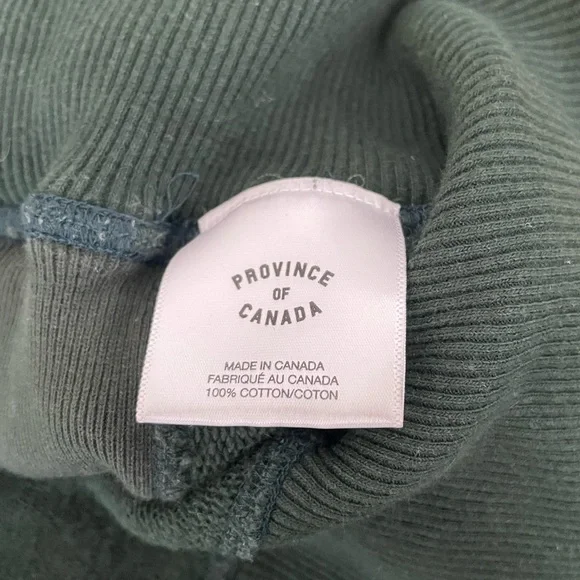 PROVINCE
OF
CANADA
MADE IN CANADA
FABRIQUÉ AU CANADA
100% COTTON/COTON